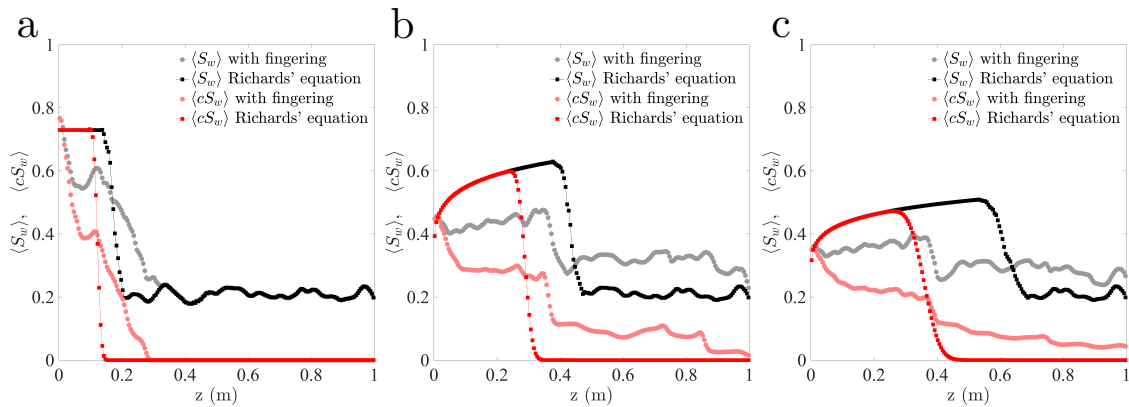 a
⟨S_w⟩, ⟨cS_w⟩
1
0.8
0.6
0.4
0.2
0
⟨S_w⟩ with fingering
⟨S_w⟩ Richards' equation
⟨cS_w⟩ with fingering
⟨cS_w⟩ Richards' equation
0 0.2 0.4 0.6 0.8 1
z (m)
b
⟨S_w⟩, ⟨cS_w⟩
1
0.8
0.6
0.4
0.2
0
⟨S_w⟩ with fingering
⟨S_w⟩ Richards' equation
⟨cS_w⟩ with fingering
⟨cS_w⟩ Richards' equation
0 0.2 0.4 0.6 0.8 1
z (m)
c
⟨S_w⟩, ⟨cS_w⟩
1
0.8
0.6
0.4
0.2
0
⟨S_w⟩ with fingering
⟨S_w⟩ Richards' equation
⟨cS_w⟩ with fingering
⟨cS_w⟩ Richards' equation
0 0.2 0.4 0.6 0.8 1
z (m)